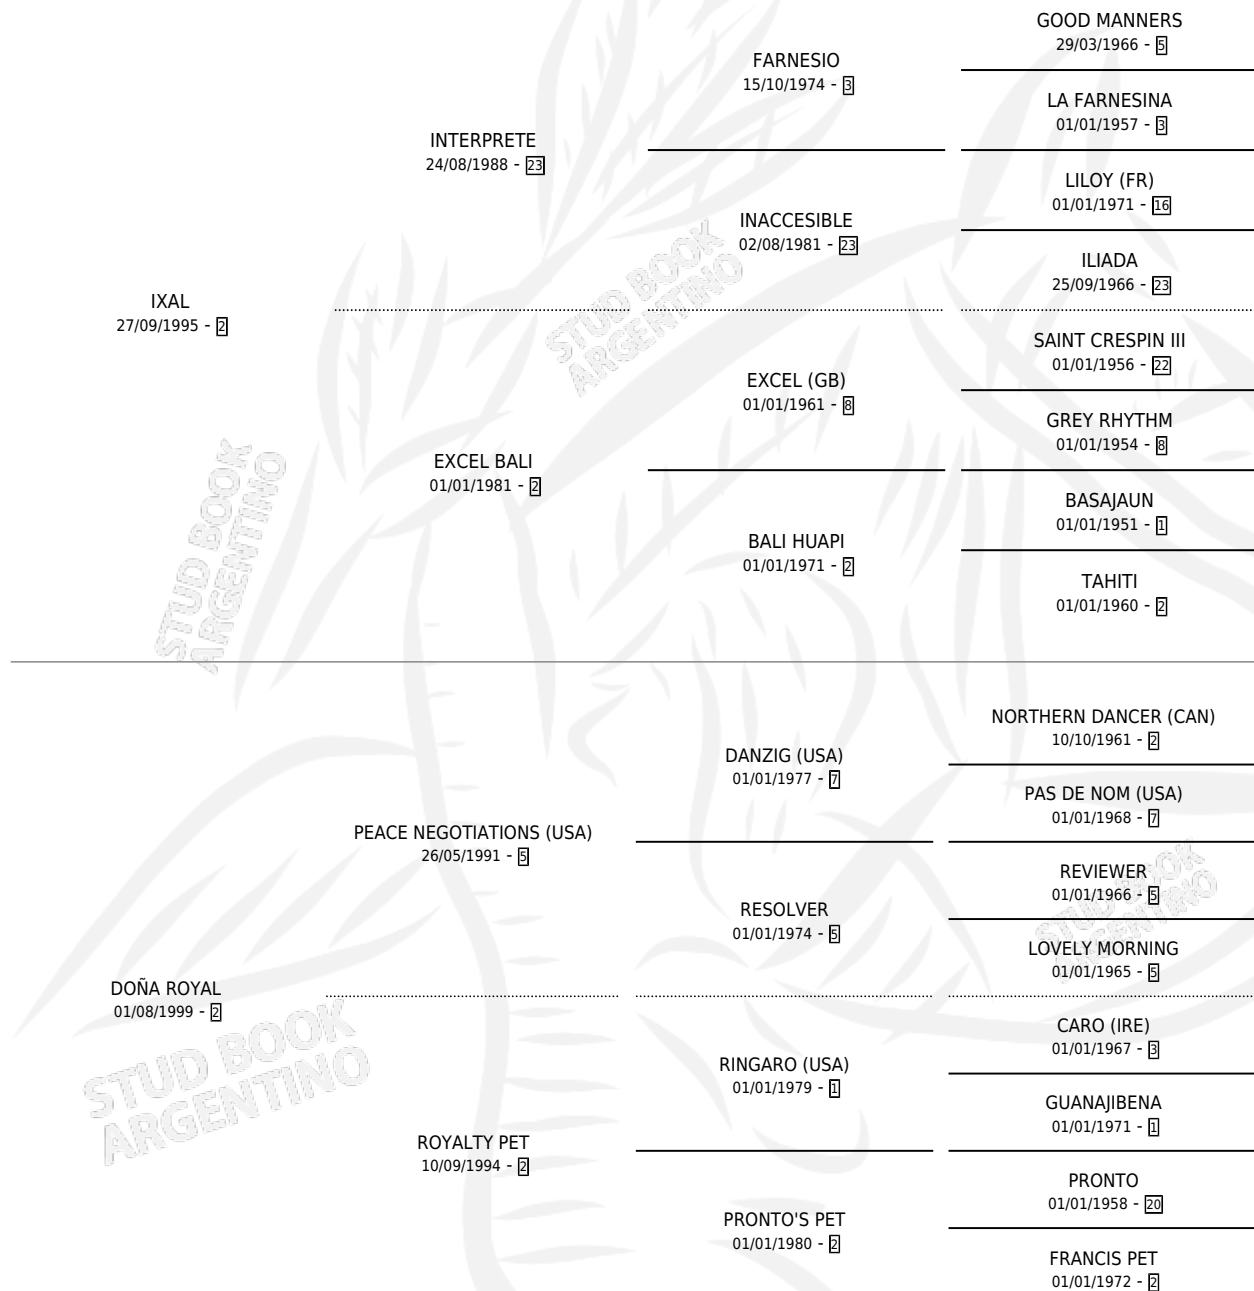 GOOD MANNERS
29/03/1966 - 5
FARNESIO
15/10/1974 - 3
LA FARNESINA
01/01/1957 - 3
INTERPRETE
24/08/1988 - 23
LILOY (FR)
01/01/1971 - 16
INACCESIBLE
02/08/1981 - 23
ILIADA
25/09/1966 - 23
IXAL
27/09/1995 - 2
SAINT CRESPIN III
01/01/1956 - 22
EXCEL (GB)
01/01/1961 - 8
GREY RHYTHM
01/01/1954 - 8
EXCEL BALI
01/01/1981 - 2
BASAJAUN
01/01/1951 - 1
BALI HUAPI
01/01/1971 - 2
TAHITI
01/01/1960 - 2
NORTHERN DANCER (CAN)
10/10/1961 - 2
DANZIG (USA)
01/01/1977 - 7
PAS DE NOM (USA)
01/01/1968 - 7
PEACE NEGOTIATIONS (USA)
26/05/1991 - 5
REVIEWER
01/01/1966 - 5
RESOLVER
01/01/1974 - 5
LOVELY MORNING
01/01/1965 - 5
DOÑA ROYAL
01/08/1999 - 2
CARO (IRE)
01/01/1967 - 3
RINGARO (USA)
01/01/1979 - 1
GUANAJIBENA
01/01/1971 - 1
ROYALTY PET
10/09/1994 - 2
PRONTO
01/01/1958 - 20
PRONTO'S PET
01/01/1980 - 2
FRANCIS PET
01/01/1972 - 2
STUD BOOK
ARGENTINO
STUD BOOK
ARGENTINO
STUD BOOK
ARGENTINO
STUD BOOK
ARGENTINO